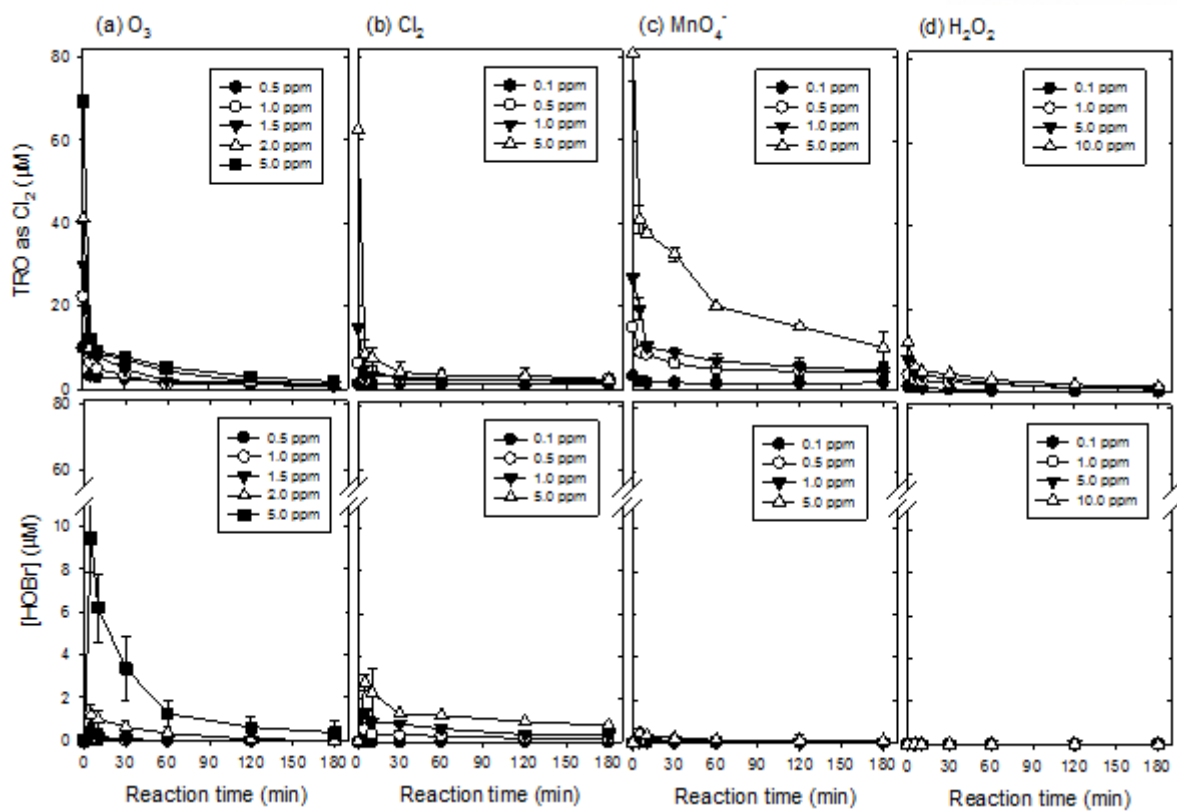 (a) O₃
(b) Cl₂
(c) MnO₄⁻
(d) H₂O₂
TRO as Cl₂ (µM)
80
60
40
20
0
0.5 ppm
1.0 ppm
1.5 ppm
2.0 ppm
5.0 ppm
0.1 ppm
0.5 ppm
1.0 ppm
5.0 ppm
0.1 ppm
0.5 ppm
1.0 ppm
5.0 ppm
0.1 ppm
1.0 ppm
5.0 ppm
10.0 ppm
[HOBr] (µM)
80
60
10
8
6
4
2
0
0.5 ppm
1.0 ppm
1.5 ppm
2.0 ppm
5.0 ppm
0.1 ppm
0.5 ppm
1.0 ppm
5.0 ppm
0.1 ppm
0.5 ppm
1.0 ppm
5.0 ppm
0.1 ppm
1.0 ppm
5.0 ppm
10.0 ppm
0 30 60 90 120 150 180
0 30 60 90 120 150 180
0 30 60 90 120 150 180
0 30 60 90 120 150 180
Reaction time (min)
Reaction time (min)
Reaction time (min)
Reaction time (min)